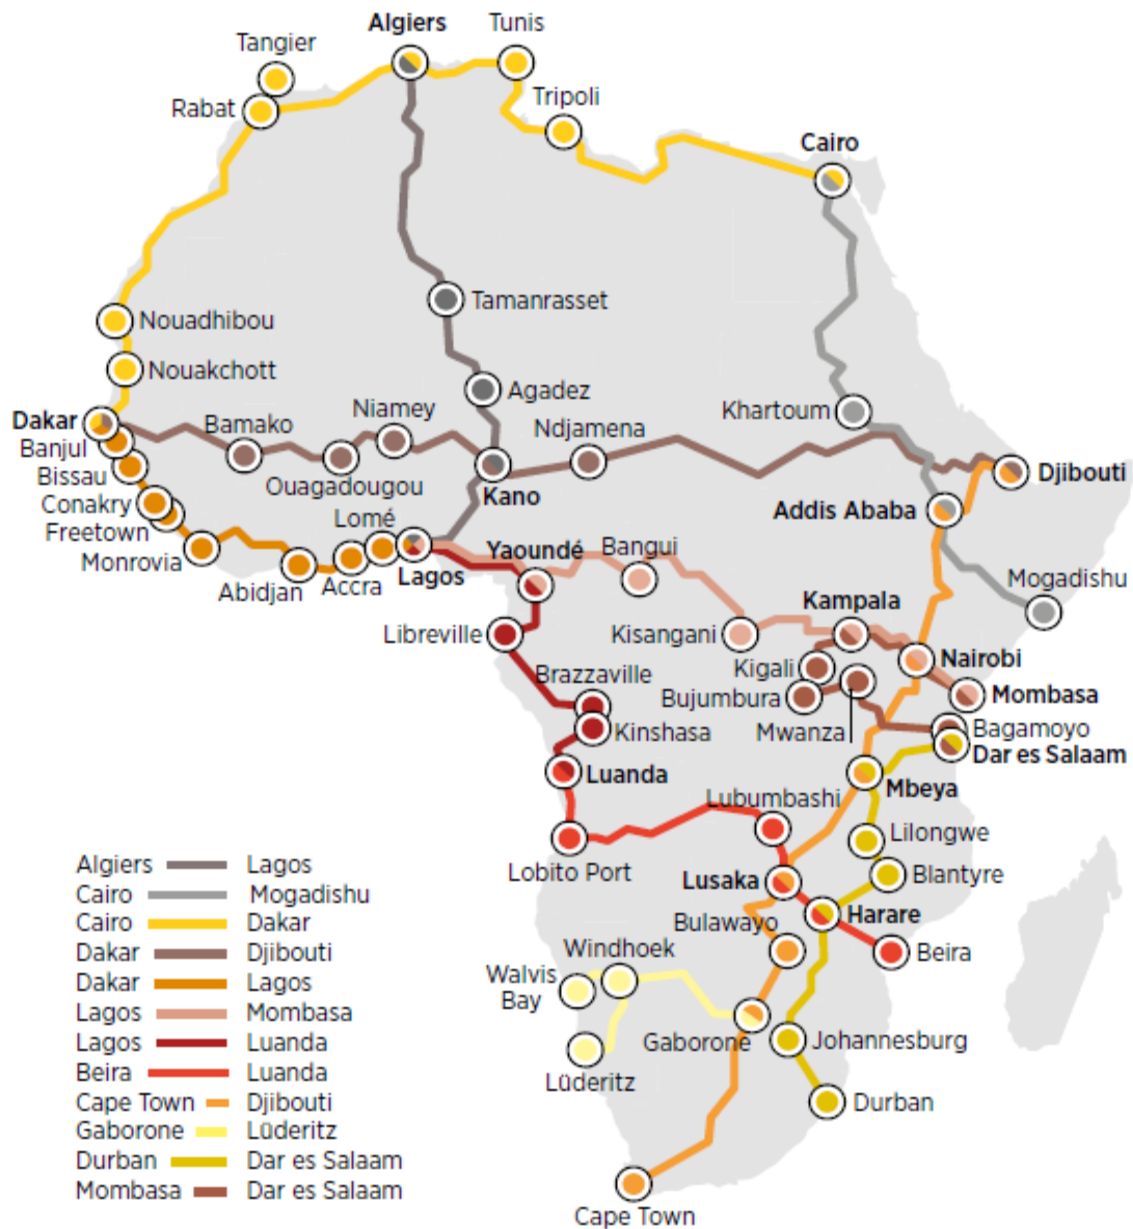 Algiers
Tunis
Tangier
Rabat
Tripoli
Cairo
Nouadhibou
Tamanrasset
Nouakchott
Agadez
Dakar
Bamako
Niamey
Ndjamena
Khartoum
Banjul
Bissau
Ouagadougou
Kano
Djibouti
Conakry
Freetown
Lomé
Addis Ababa
Monrovia
Abidjan
Accra
Lagos
Yaoundé
Bangui
Mogadishu
Kampala
Libreville
Kisangani
Nairobi
Kigali
Brazzaville
Bujumbura
Mombasa
Kinshasa
Mwanza
Bagamoyo
Dar es Salaam
Luanda
Mbeya
Lubumbashi
Lilongwe
Lobito Port
Lusaka
Blantyre
Harare
Bulawayo
Beira
Windhoek
Walvis
Bay
Gaborone
Johannesburg
Lüderitz
Durban
Cape Town
Algiers Lagos
Cairo Mogadishu
Cairo Dakar
Dakar Djibouti
Dakar Lagos
Lagos Mombasa
Lagos Luanda
Beira Luanda
Cape Town Djibouti
Gaborone Lüderitz
Durban Dar es Salaam
Mombasa Dar es Salaam